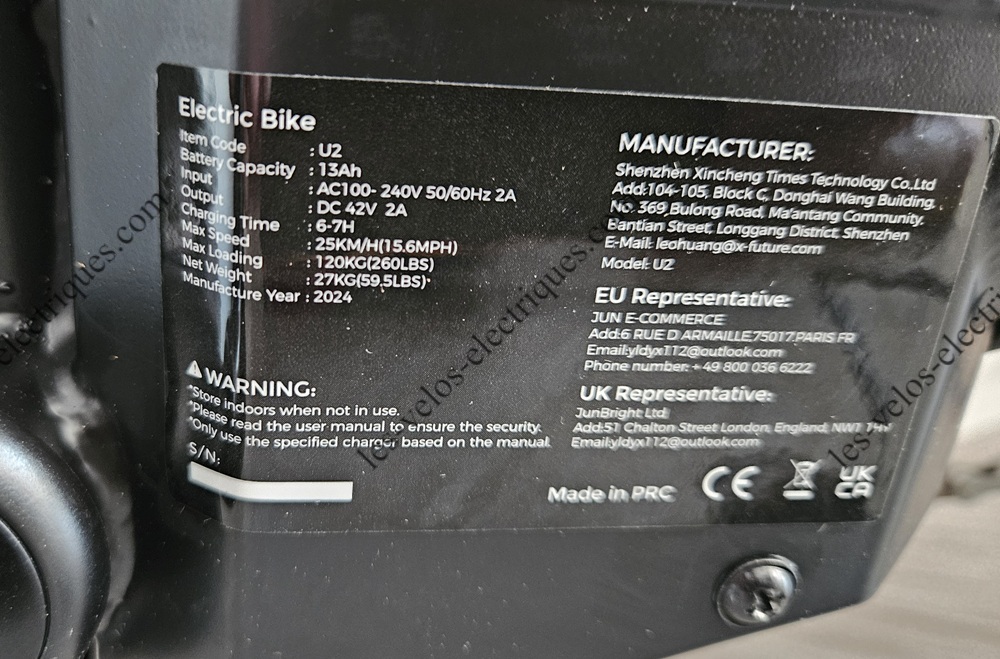 Electric Bike
Item Code : U2
Battery Capacity : 13Ah
Input : AC100- 240V 50/60Hz 2A
Output : DC 42V 2A
Charging Time : 6-7H
Max Speed : 25KM/H(15.6MPH)
Max Loading : 120KG(260LBS)
Net Weight : 27KG(59.5LBS)
Manufacture Year : 2024
WARNING:
*Store indoors when not in use.
*Please read the user manual to ensure the security.
*Only use the specified charger based on the manual.
S/N:
MANUFACTURER:
Shenzhen Xincheng Times Technology Co.,Ltd
Add:104-105, Block C, Donghai Wang Building,
No. 369,Bulong Road, Ma'antang Community,
Bantian Street, Longgang District, Shenzhen
E-Mail: leohuang@x-future.com
Model: U2
EU Representative:
JUN E-COMMERCE
Add:6 RUE D ARMAILLE,75017,PARIS FR
Email:yldyx112@outlook.com
Phone number: +49 800 036 6222
UK Representative:
JunBright Ltd.
Add:51 Chalton Street London, England, NW1
Email:yldyx112@outlook.com
Made in PRC
CE
UK
CA
levelos-electriques.com
levelos-electriques.com